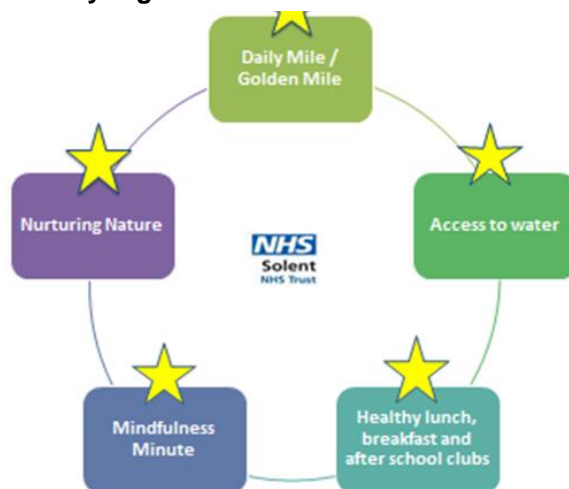 Daily Mile /
Golden Mile
Nurturing Nature
Access to water
NHS
Solent
NHS Trust
Mindfulness
Minute
Healthy lunch,
breakfast and
after school clubs